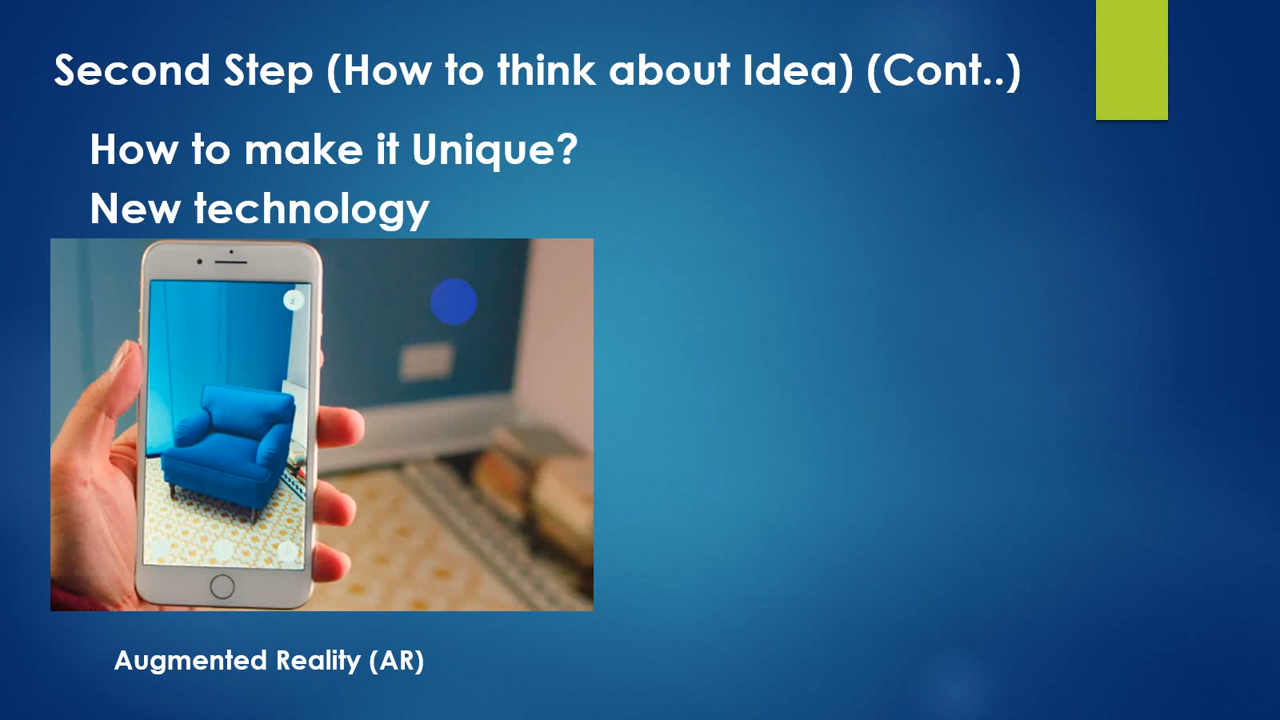 Second Step (How to think about Idea) (Cont..)
How to make it Unique?
New technology
Augmented Reality (AR)